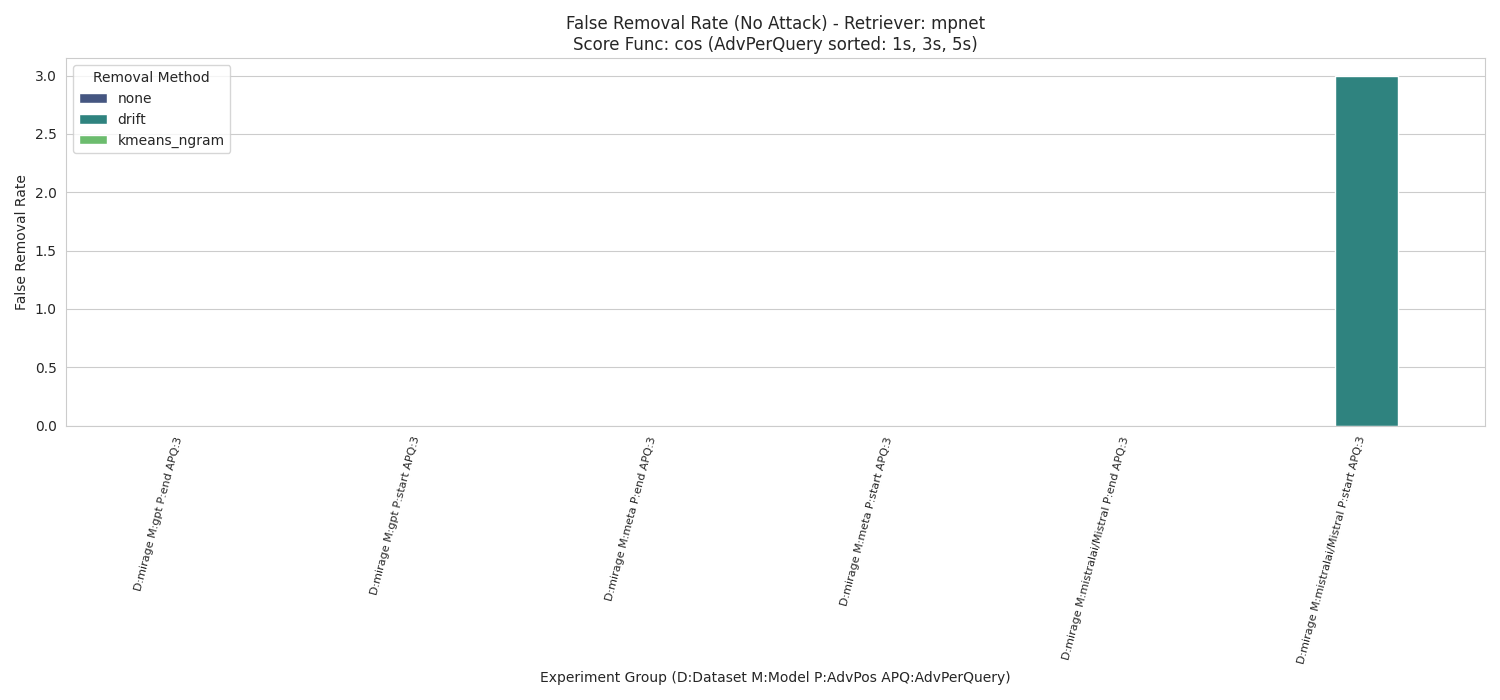 False Removal Rate (No Attack) - Retriever: mpnet
Score Func: cos (AdvPerQuery sorted: 1s, 3s, 5s)
Removal Method
none
drift
kmeans_ngram
False Removal Rate
3.0
2.5
2.0
1.5
1.0
0.5
0.0
D:mirage M:gpt P:end APQ:3
D:mirage M:gpt P:start APQ:3
D:mirage M:meta P:end APQ:3
D:mirage M:meta P:start APQ:3
D:mirage M:mistralai/Mistral P:end APQ:3
D:mirage M:mistralai/Mistral P:start APQ:3
Experiment Group (D:Dataset M:Model P:AdvPos APQ:AdvPerQuery)